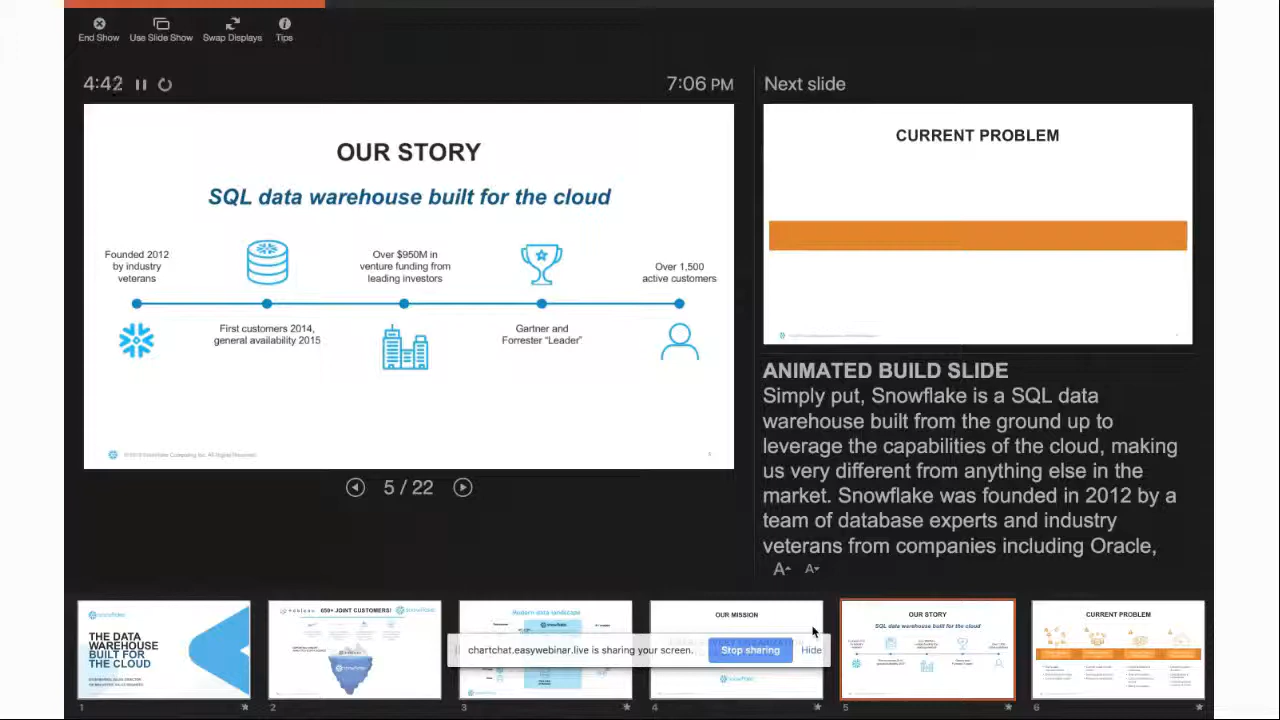 End Show
Use Slide Show
Swap Displays
Tips
4:42
7:06 PM
Next slide
OUR STORY
SQL data warehouse built for the cloud
Founded 2012
by industry
veterans
First customers 2014,
general availability 2015
Over $950M in
venture funding from
leading investors
Gartner and
Forrester “Leader”
Over 1,500
active customers
5 / 22
CURRENT PROBLEM
ANIMATED BUILD SLIDE
Simply put, Snowflake is a SQL data
warehouse built from the ground up to
leverage the capabilities of the cloud, making
us very different from anything else in the
market. Snowflake was founded in 2012 by a
team of database experts and industry
veterans from companies including Oracle,
A A
snowflake
THE DATA
WAREHOUSE
BUILT FOR
THE CLOUD
1
650+ JOINT CUSTOMERS!
snowflake
2
Modern data landscape
snowflake
3
OUR MISSION
snowflake
4
OUR STORY
SQL data warehouse built for the cloud
5
CURRENT PROBLEM
6
chartchat.easywebinar.live is sharing your screen.
Stop sharing
Hide